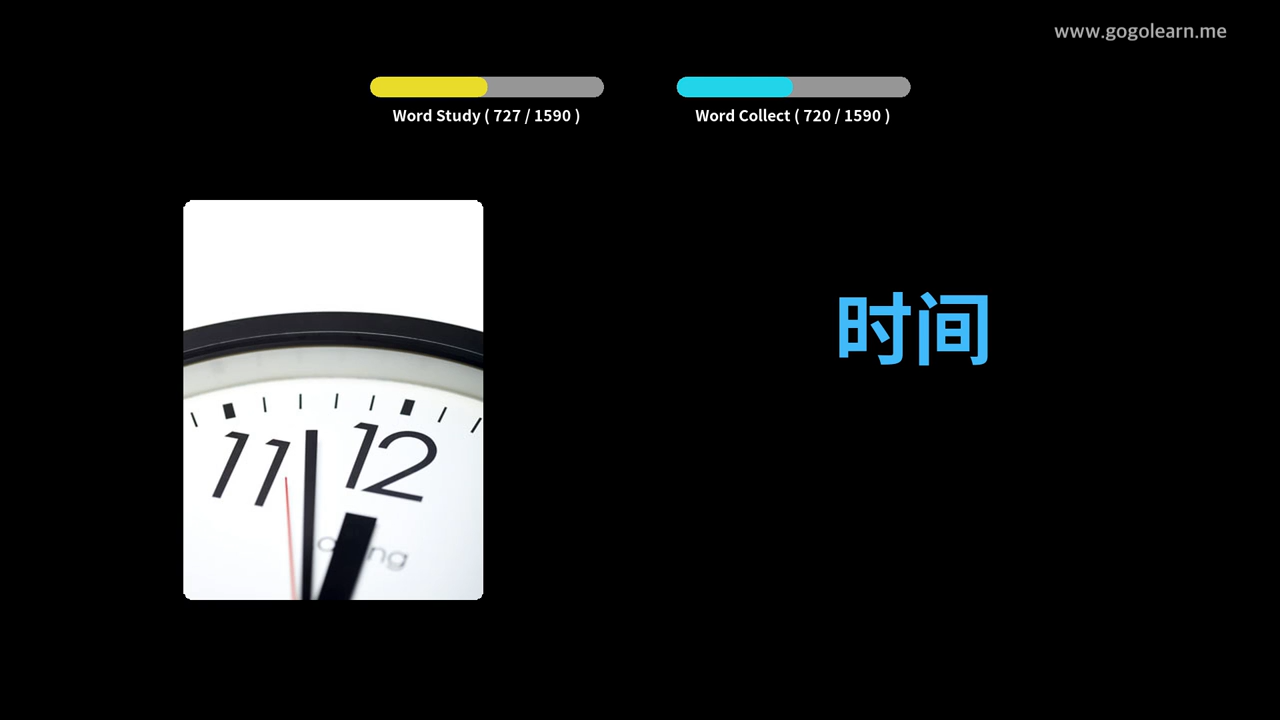 www.gogolearn.me
Word Study ( 727 / 1590 )
Word Collect ( 720 / 1590 )
时间
11
12